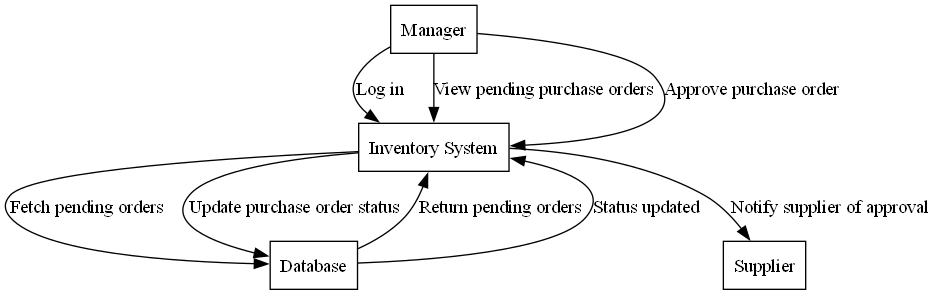 Manager
Log in
View pending purchase orders
Approve purchase order
Inventory System
Fetch pending orders
Update purchase order status
Return pending orders
Status updated
Notify supplier of approval
Database
Supplier